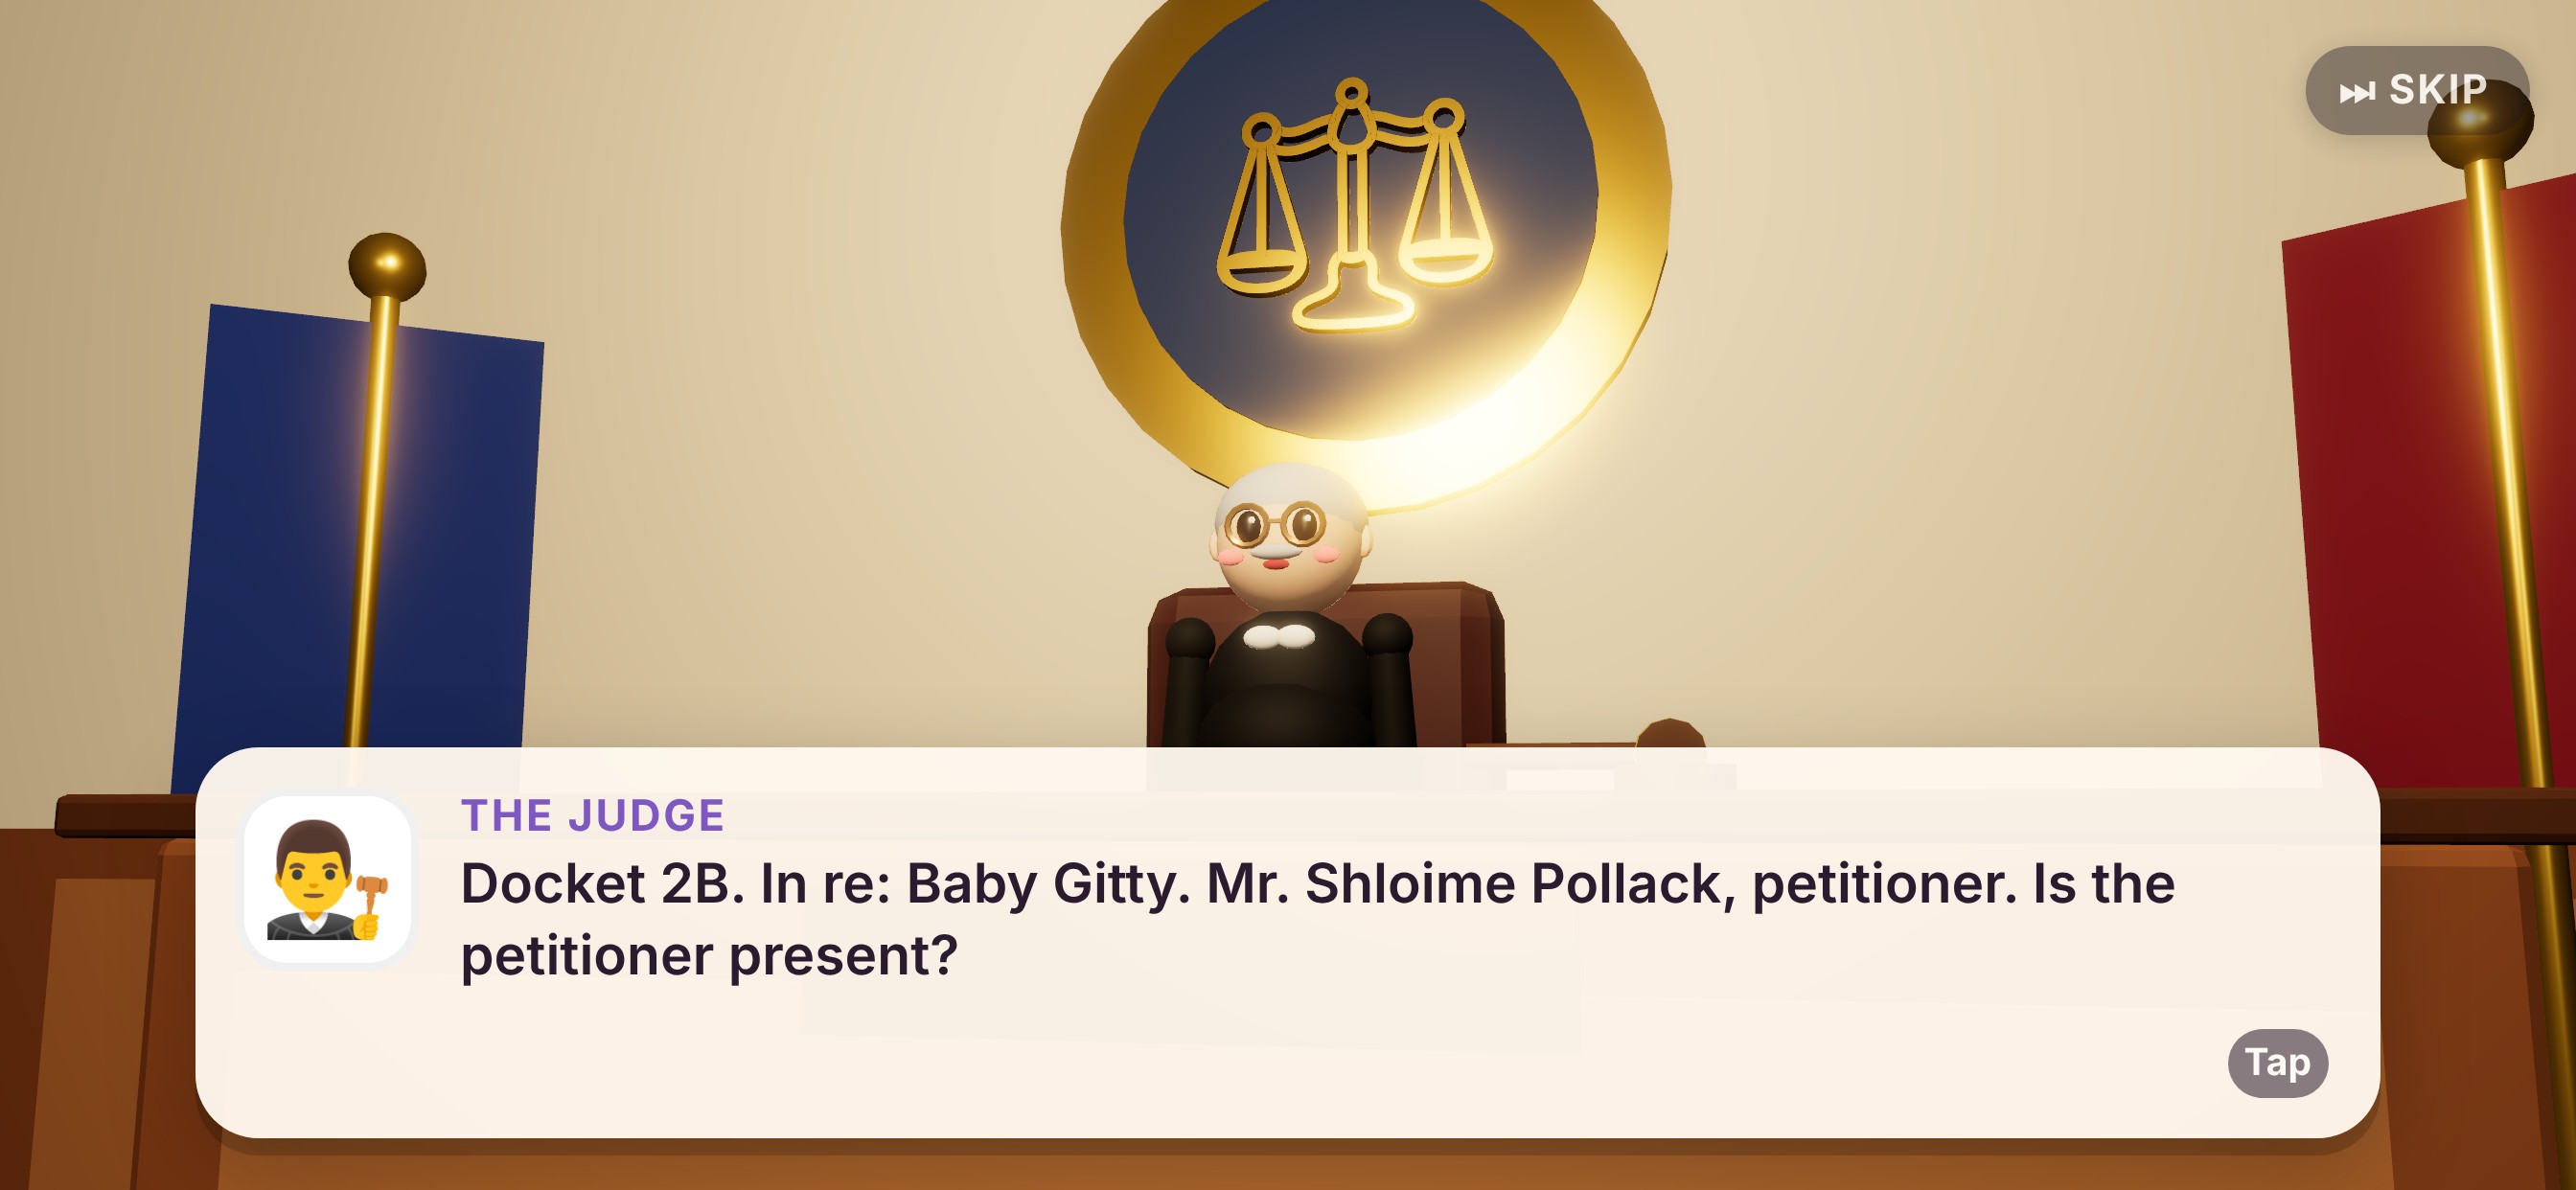 SKIP
THE JUDGE
Docket 2B. In re: Baby Gitty. Mr. Shloime Pollack, petitioner. Is the
petitioner present?
Tap